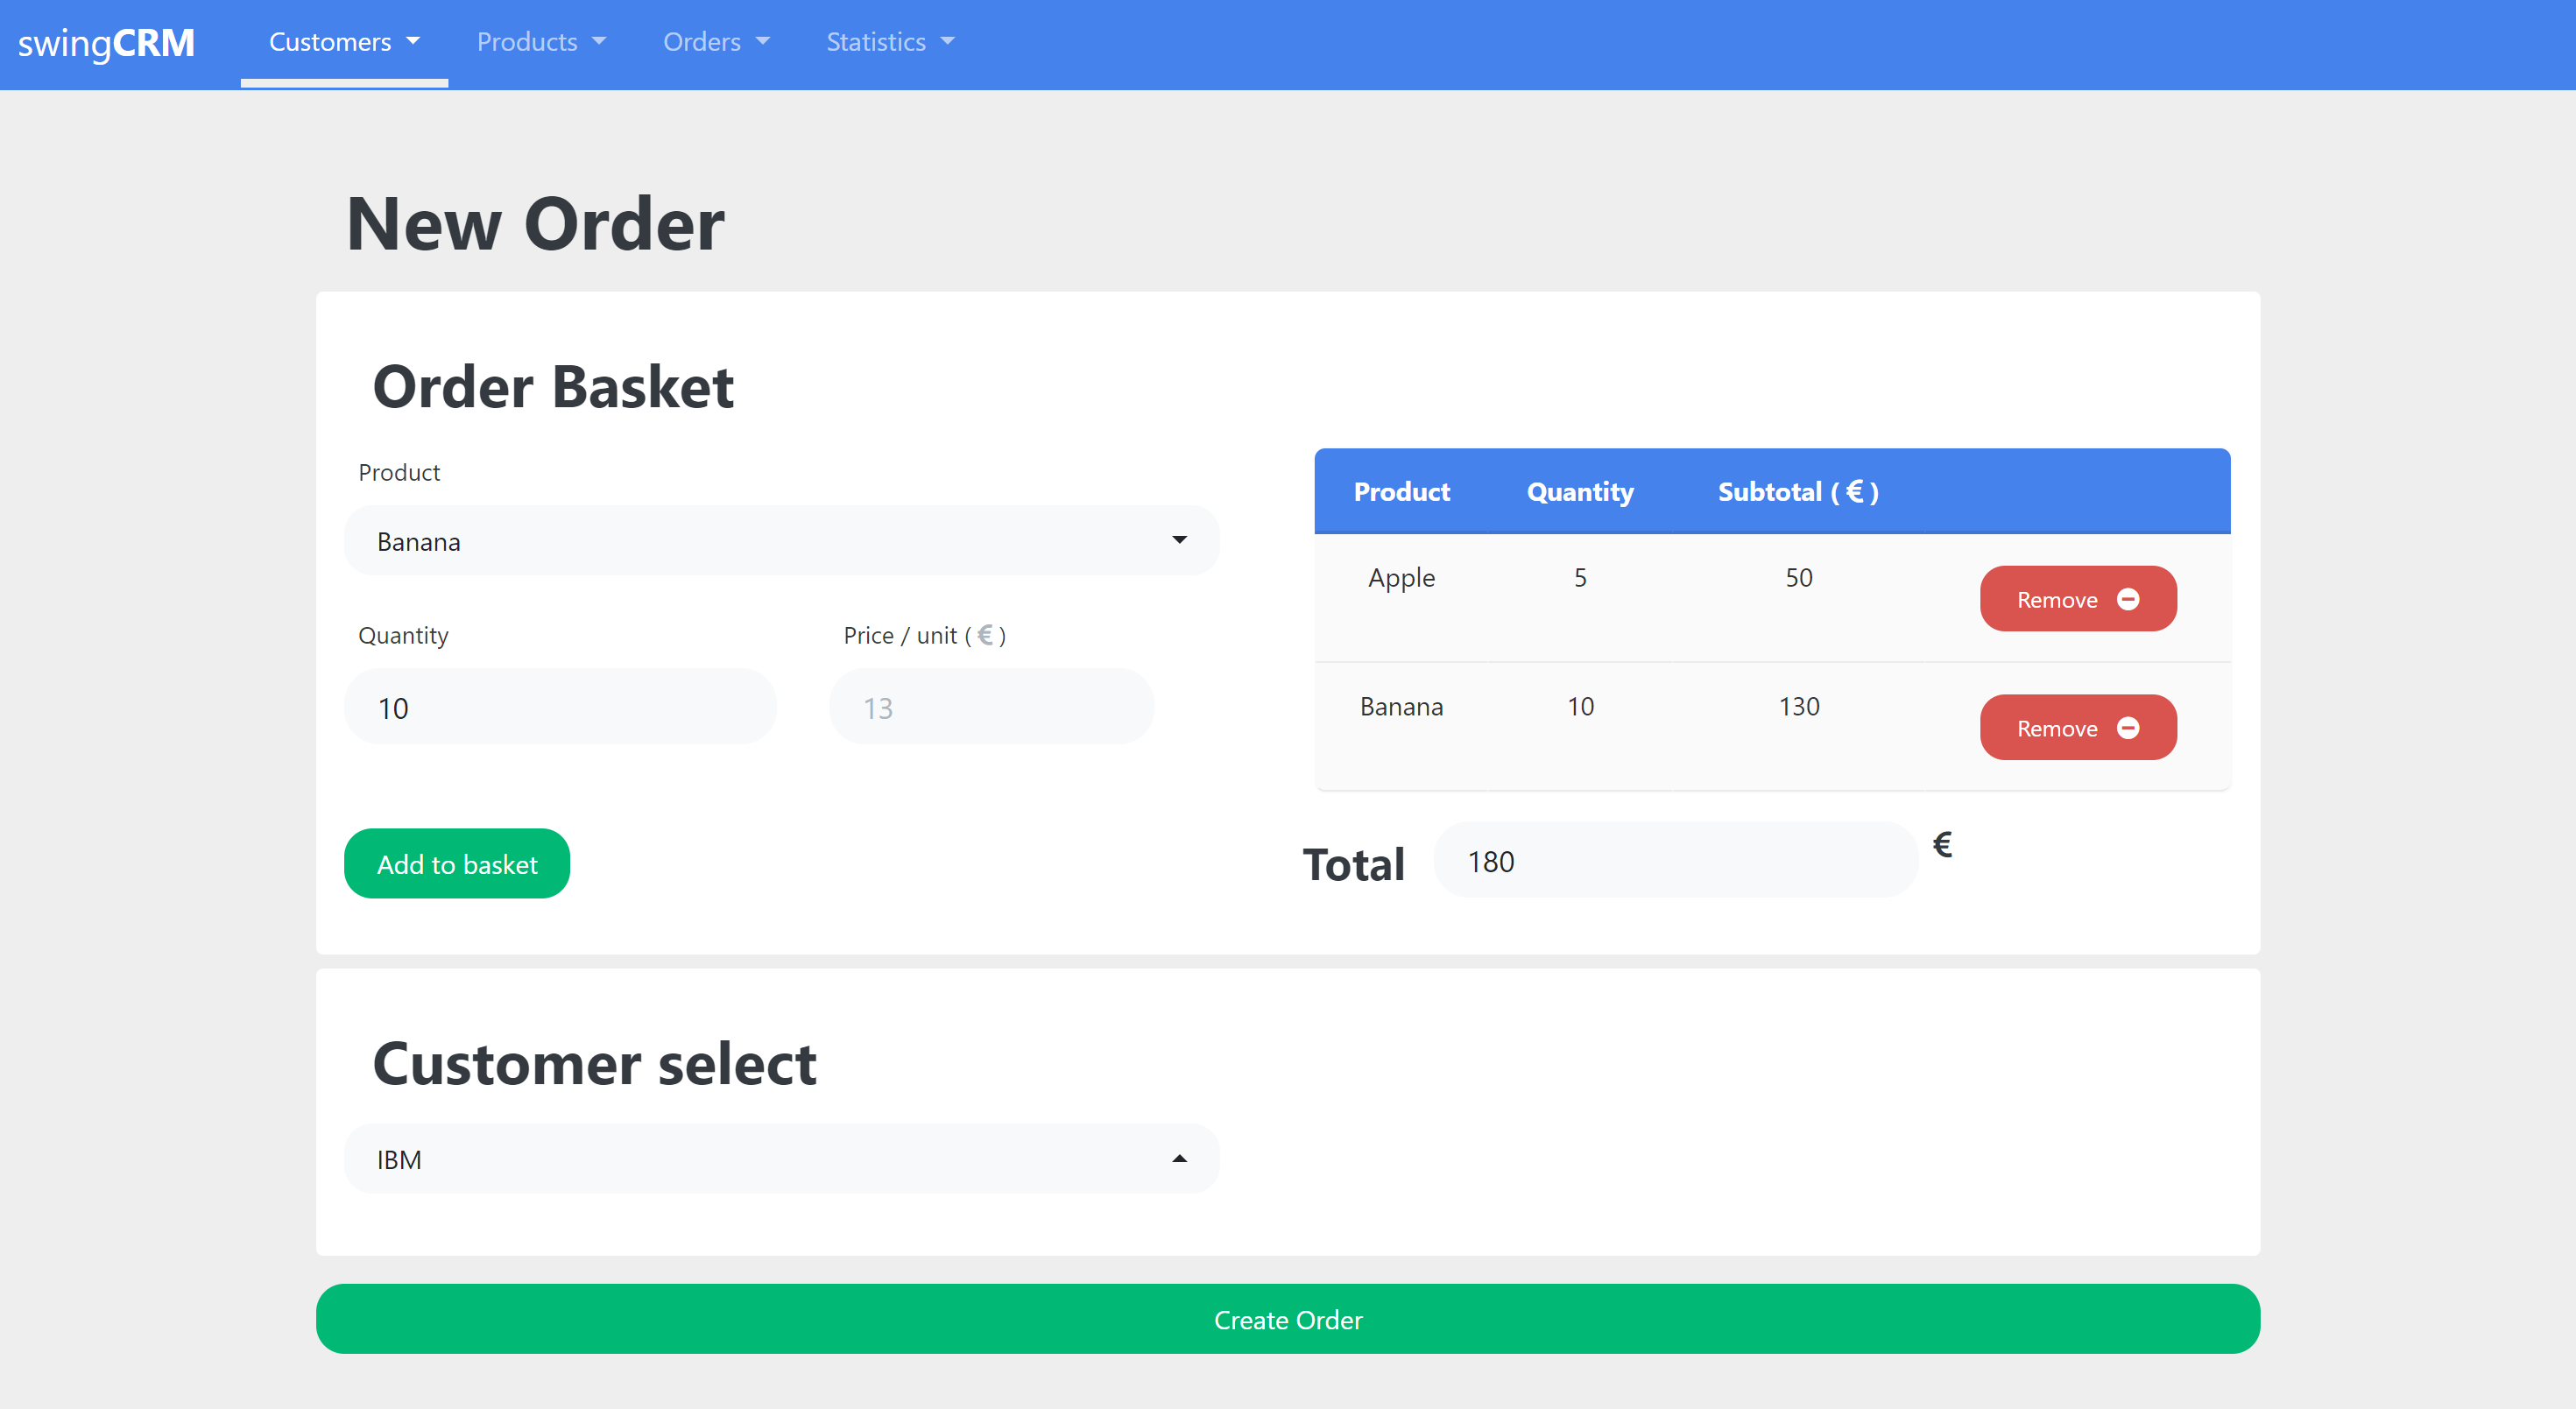 swingCRM Customers Products Orders Statistics
New Order
Order Basket
Product
Banana
Quantity Price / unit ( € )
10 13
Add to basket
Product Quantity Subtotal ( € )
Apple 5 50 Remove
Banana 10 130 Remove
Total 180 €
Customer select
IBM
Create Order